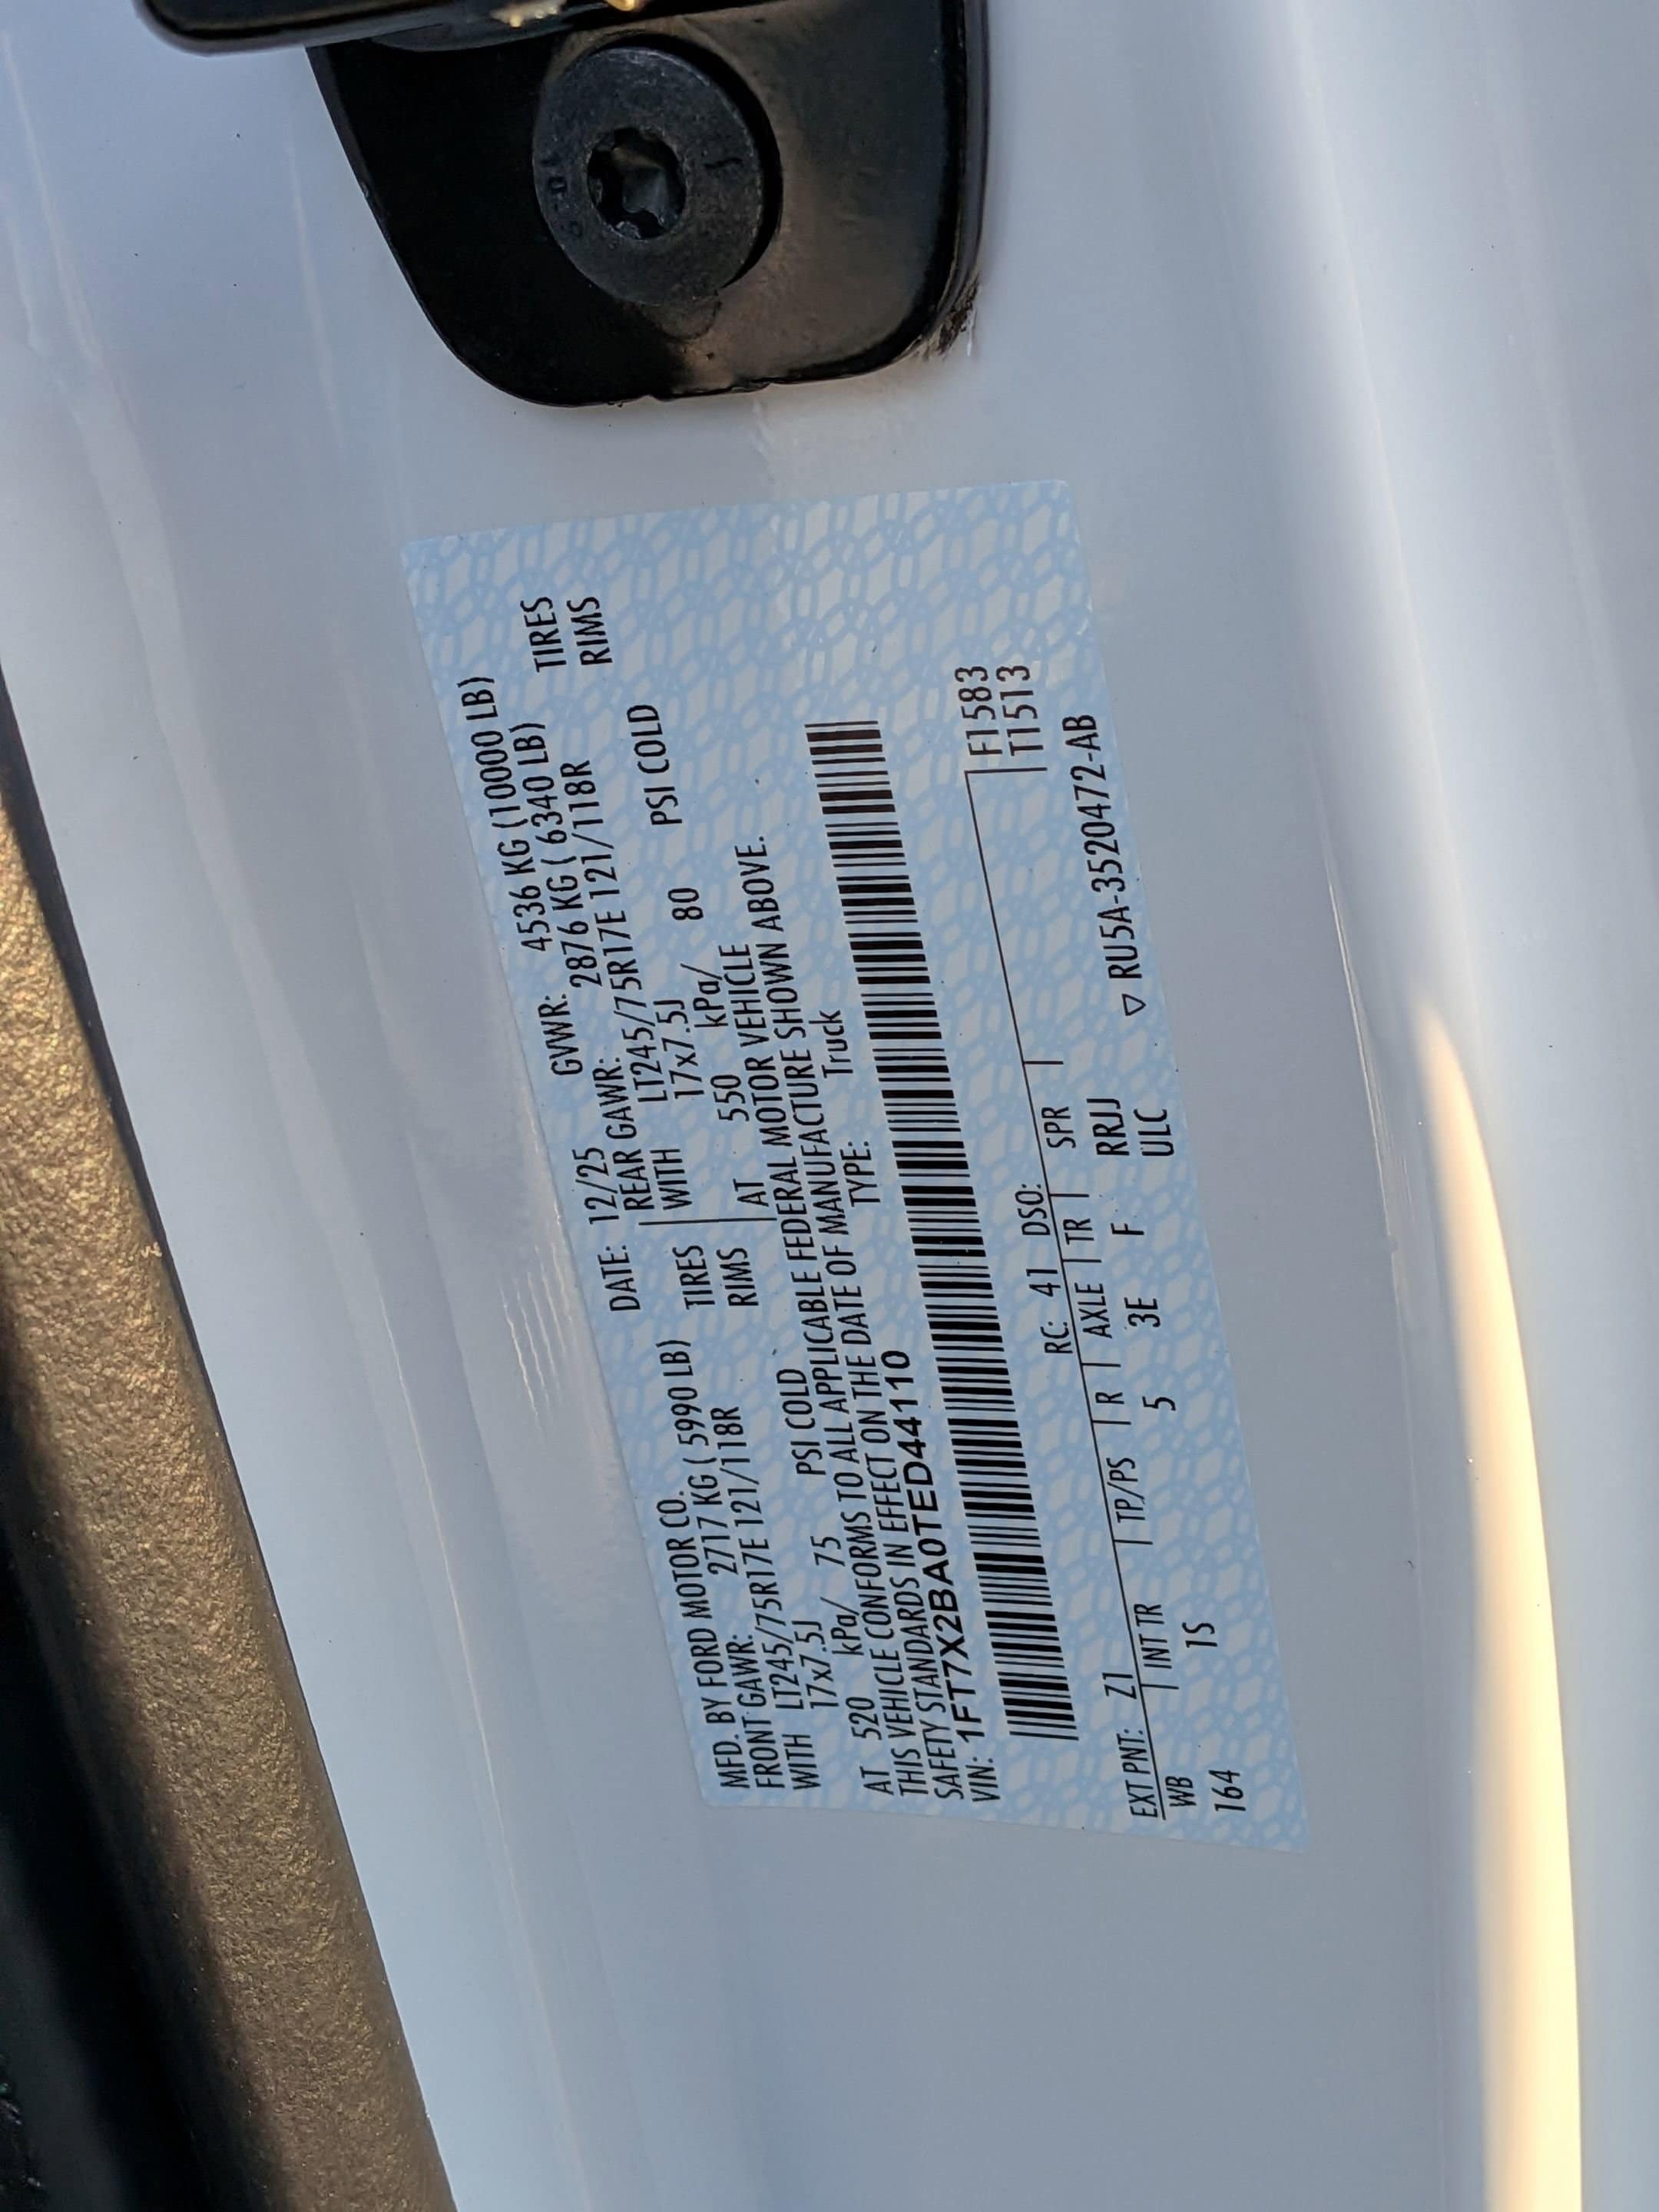 MFD. BY FORD MOTOR CO.
DATE: 12/25 GVWR: 4536 KG (10000 LB)
FRONT GAWR: 2717 KG ( 5990 LB)
REAR GAWR: 2876 KG ( 6340 LB)
WITH LT245/75R17E 121/118R TIRES
WITH LT245/75R17E 121/118R TIRES
17x7.5J RIMS
17x7.5J RIMS
AT 520 kPa/ 75 PSI COLD
AT 550 kPa/ 80 PSI COLD
THIS VEHICLE CONFORMS TO ALL APPLICABLE FEDERAL MOTOR VEHICLE
SAFETY STANDARDS IN EFFECT ON THE DATE OF MANUFACTURE SHOWN ABOVE.
VIN: 1FT7X2BA0TED44110
TYPE: Truck
F1583
T1513
EXT PNT: Z1 RC: 41 DSO:
WB INT TR TP/PS R AXLE TR SPR
164 1S 5 3E F RRJJ
ULC
▽ RU5A-3520472-AB